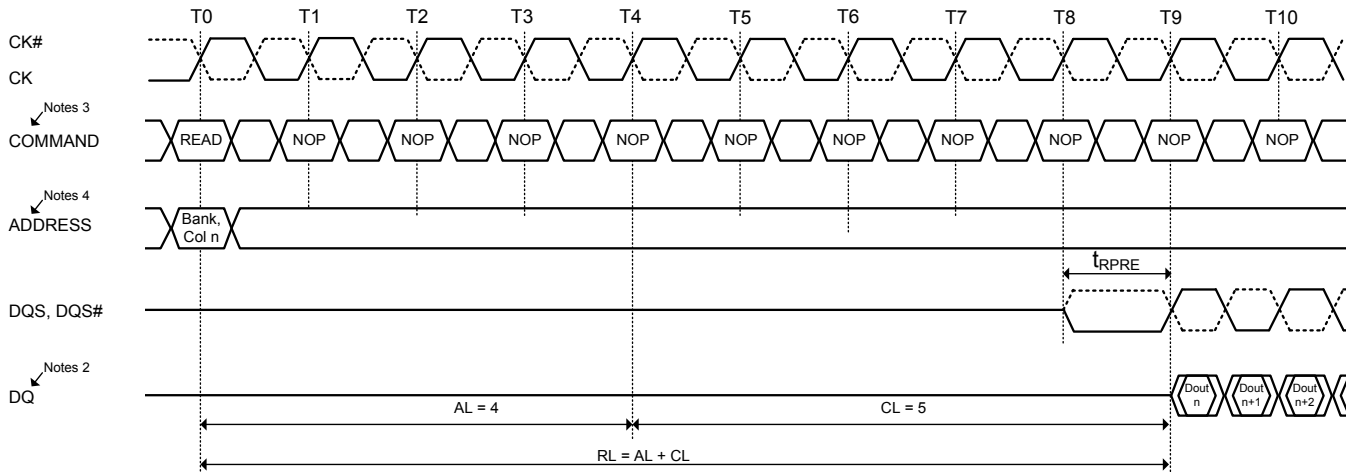 T0 T1 T2 T3 T4 T5 T6 T7 T8 T9 T10
CK#
CK
Notes 3
COMMAND
READ NOP NOP NOP NOP NOP NOP NOP NOP NOP NOP
Notes 4
ADDRESS
Bank,
Col n
tRPRE
DQS, DQS#
Notes 2
DQ
Dout Dout Dout
n n+1 n+2
AL = 4 CL = 5
RL = AL + CL